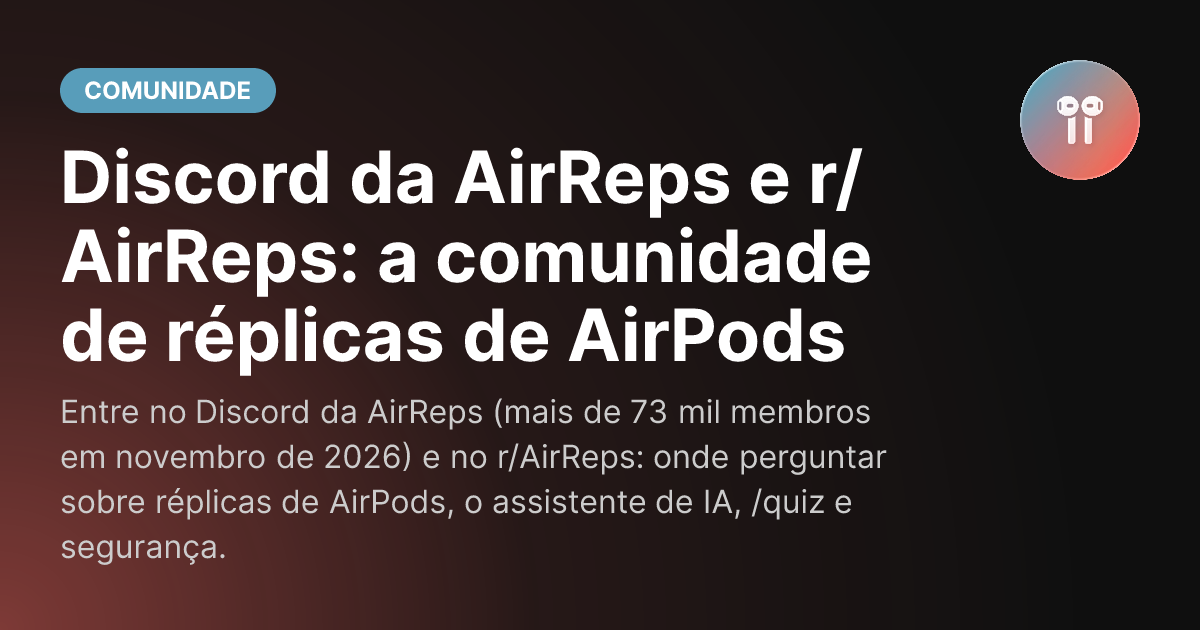 COMUNIDADE
Discord da AirReps e r/
AirReps: a comunidade
de réplicas de AirPods
Entre no Discord da AirReps (mais de 73 mil membros
em novembro de 2026) e no r/AirReps: onde perguntar
sobre réplicas de AirPods, o assistente de IA, /quiz e
segurança.